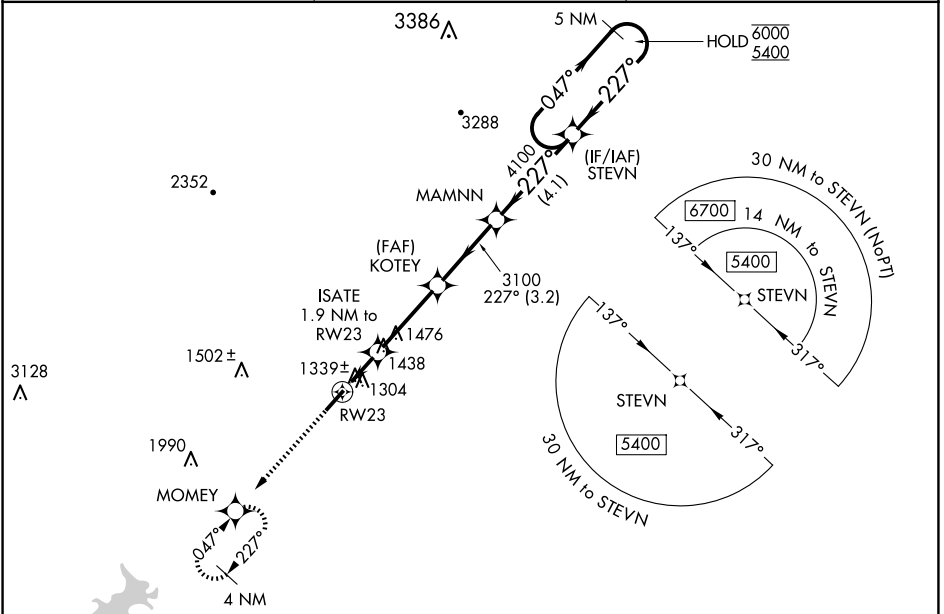 3386
5 NM
HOLD 6000
5400
047°
227°
3288
(IF/IAF)
STEVN
4100
227°
(4.1)
2352
MAMNN
30 NM to STEVN (NoPT)
6700
14 NM to STEVN
137°
5400
STEVN
317°
(FAF)
KOTEY
3100
227° (3.2)
ISATE
1.9 NM to
RW23
1476
1438
1502 ±
1339 ±
1304
3128
RW23
137°
STEVN
317°
5400
30 NM to STEVN
1990
MOMEY
047°
227°
4 NM